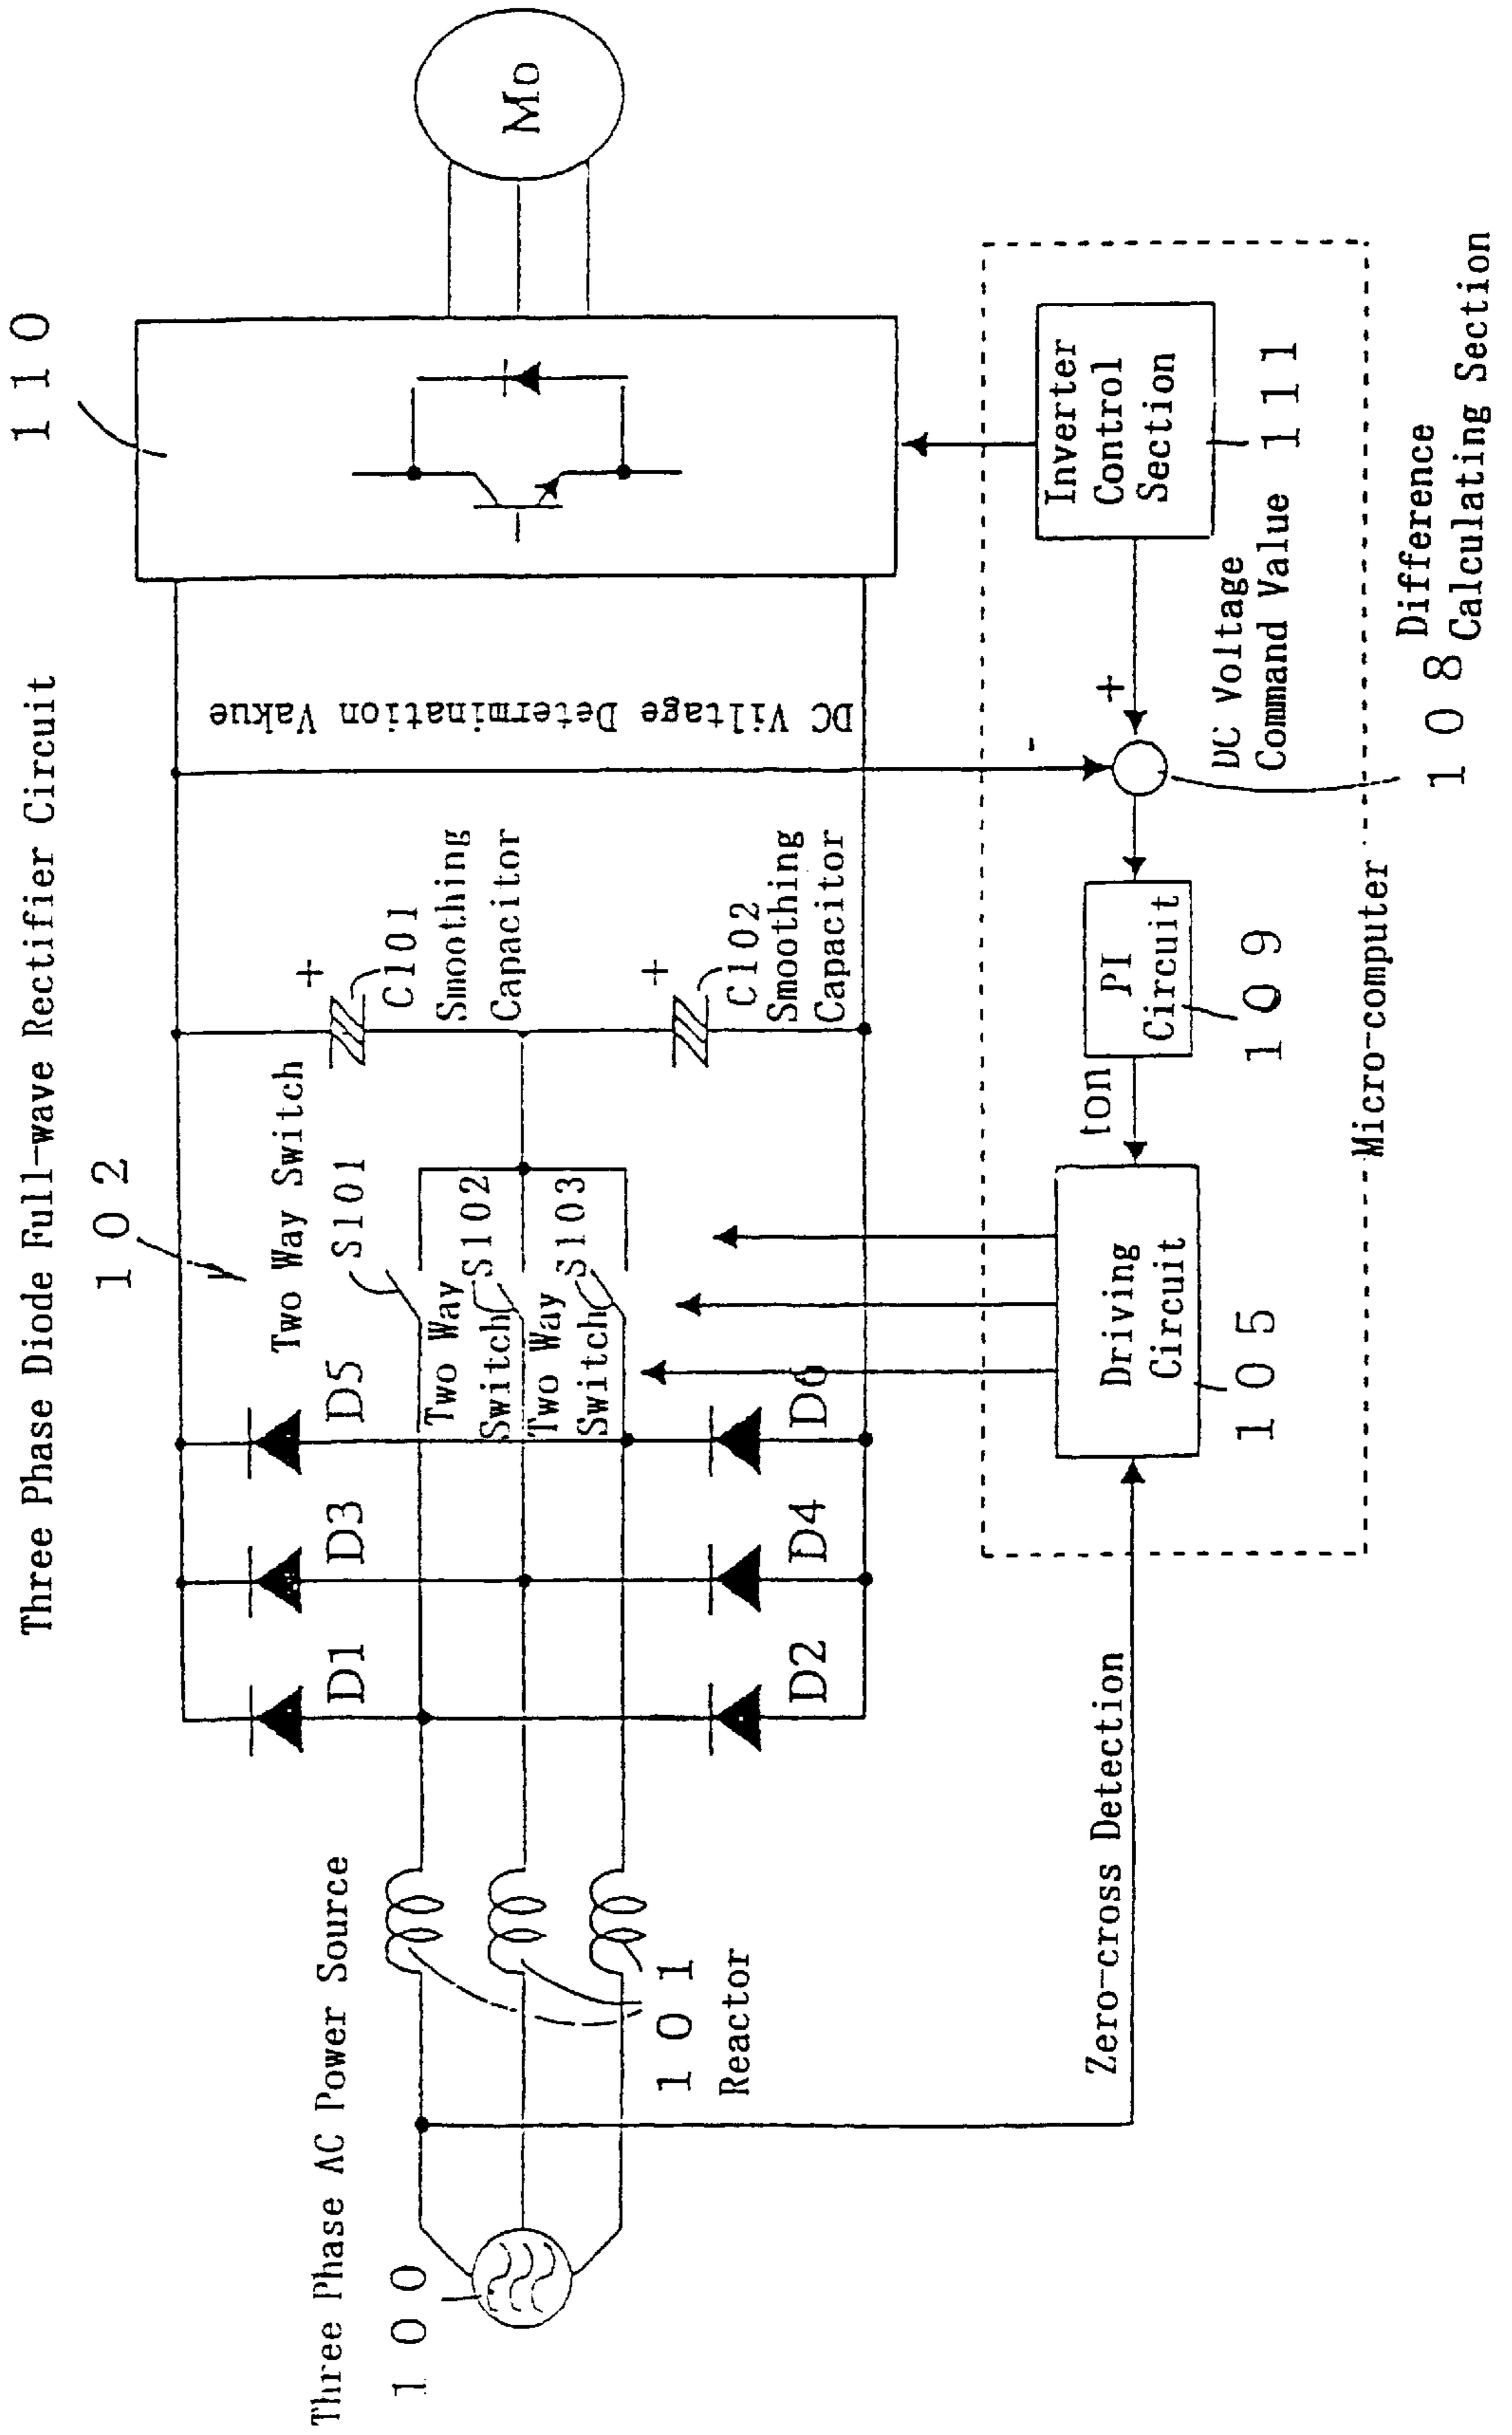 Three Phase Diode Full-wave Rectifier Circuit
1 0 2
1 1 0
Three Phase AC Power Source
1 0 0
1 0 1
Reactor
D1
D3
D5
D2
D4
D6
Two Way Switch
S101
Two Way
Switch
S102
Two Way
Switch
S103
+
C101
Smoothing
Capacitor
+
C102
Smoothing
Capacitor
DC Viltage Determination Vakue
Mo
Zero-cross Detection
Driving
Circuit
1 0 5
ton
PI
Circuit
1 0 9
-
+
DC Voltage
Command Value
Inverter
Control
Section
1 1 1
Micro-computer
1 0 8
Difference
Calculating Section